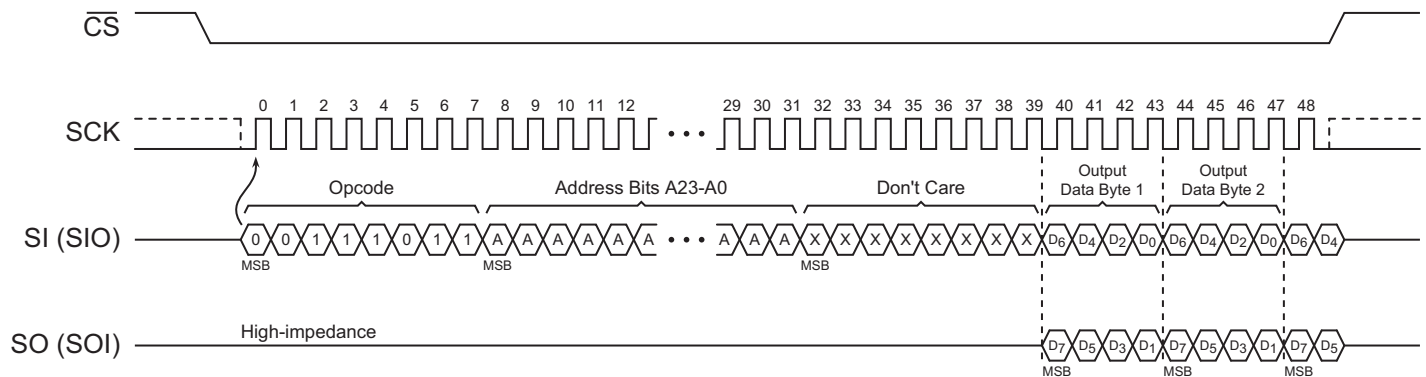 CS
0 1 2 3 4 5 6 7 8 9 10 11 12 29 30 31 32 33 34 35 36 37 38 39 40 41 42 43 44 45 46 47 48
SCK
Opcode
Address Bits A23-A0
Don't Care
Output
Data Byte 1
Output
Data Byte 2
SI (SIO)
0 0 1 1 1 0 1 1 A A A A A A A A A X X X X X X X X D6 D4 D2 D0 D6 D4 D2 D0 D6 D4
MSB MSB MSB
High-impedance
SO (SOI)
D7 D5 D3 D1 D7 D5 D3 D1 D7 D5
MSB MSB MSB